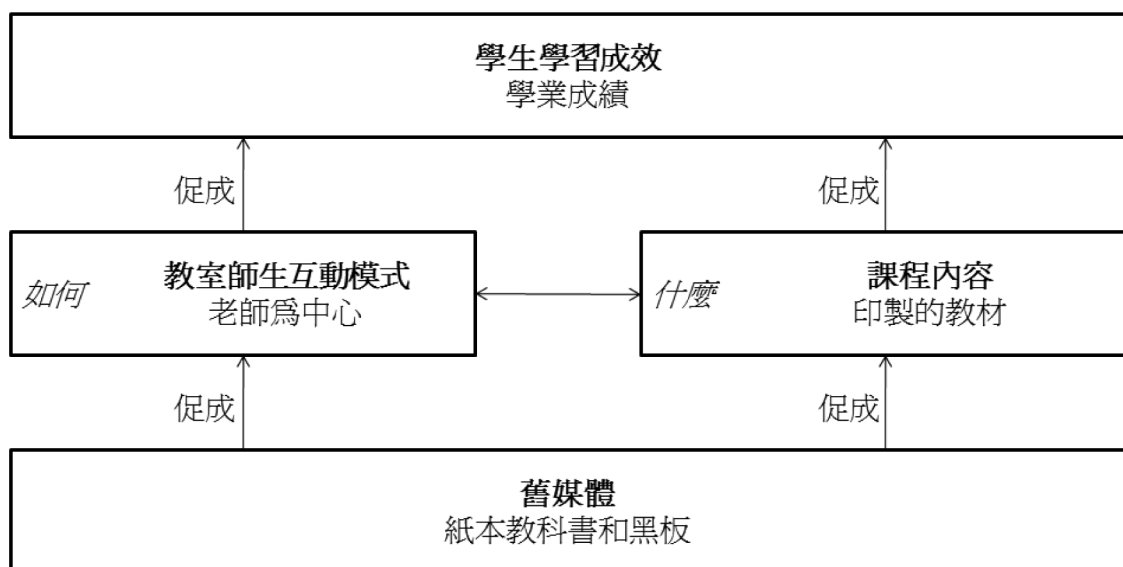 學生學習成效
學業成績
促成
促成
如何
教室師生互動模式
老師爲中心
什麼
課程內容
印製的教材
促成
促成
舊媒體
紙本教科書和黑板